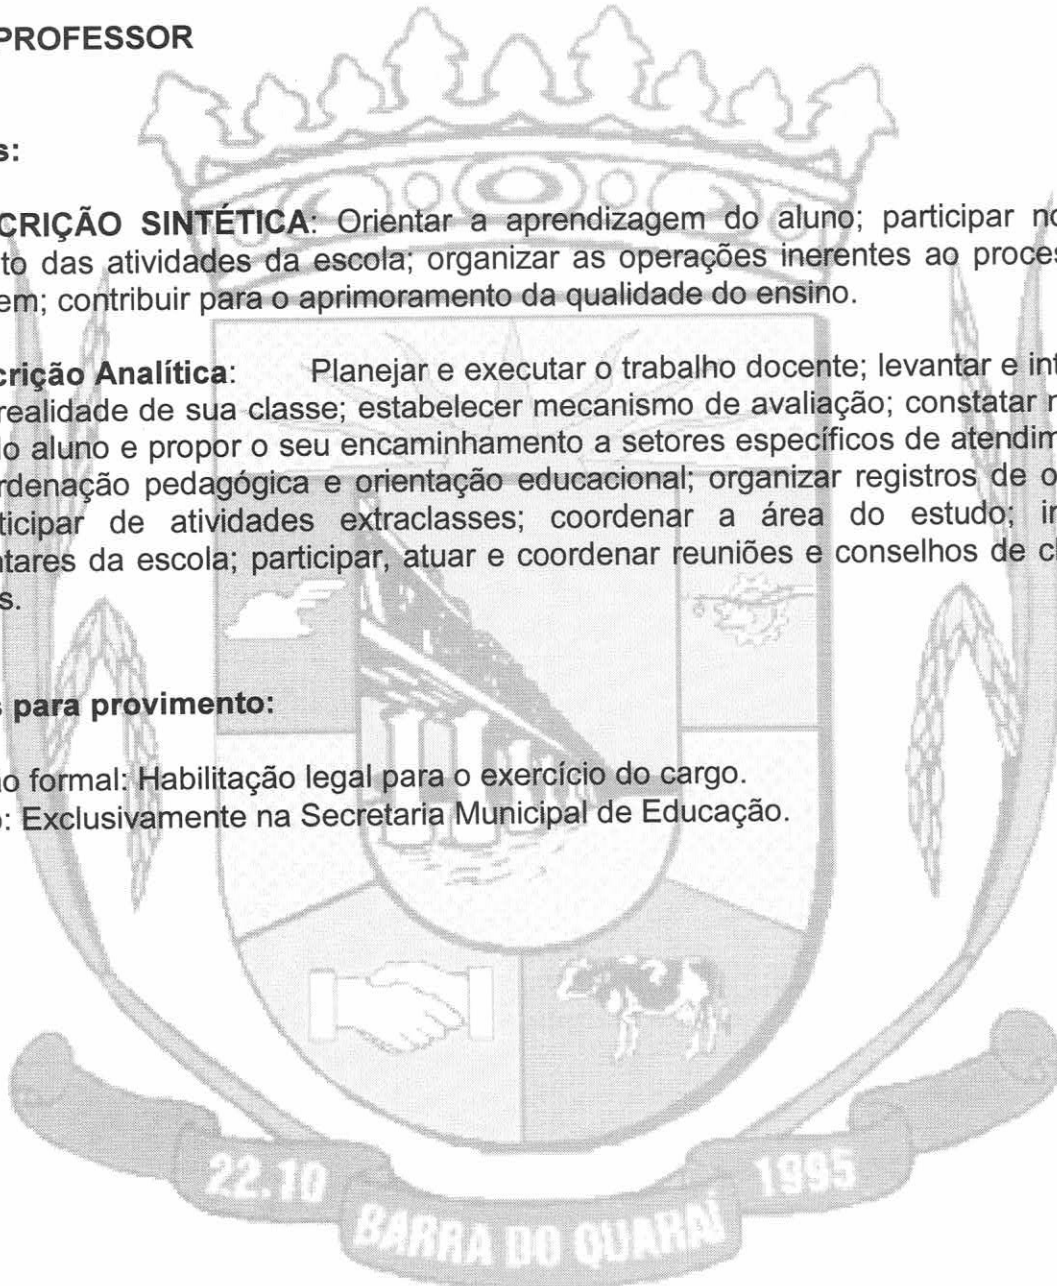 PROFESSOR
s:
CRIÇÃO SINTÉTICA: Orientar a aprendizagem do aluno; participar no
to das atividades da escola; organizar as operações inerentes ao proces
em; contribuir para o aprimoramento da qualidade do ensino.
crição Analítica: Planejar e executar o trabalho docente; levantar e int
realidade de sua classe; estabelecer mecanismo de avaliação; constatar n
o aluno e propor o seu encaminhamento a setores específicos de atendim
rdenação pedagógica e orientação educacional; organizar registros de o
ticipar de atividades extraclasses; coordenar a área do estudo; in
ntares da escola; participar, atuar e coordenar reuniões e conselhos de cl
s.
s para provimento:
ão formal: Habilitação legal para o exercício do cargo.
o: Exclusivamente na Secretaria Municipal de Educação.
22.10
BARRA DO QUARAÍ
1995